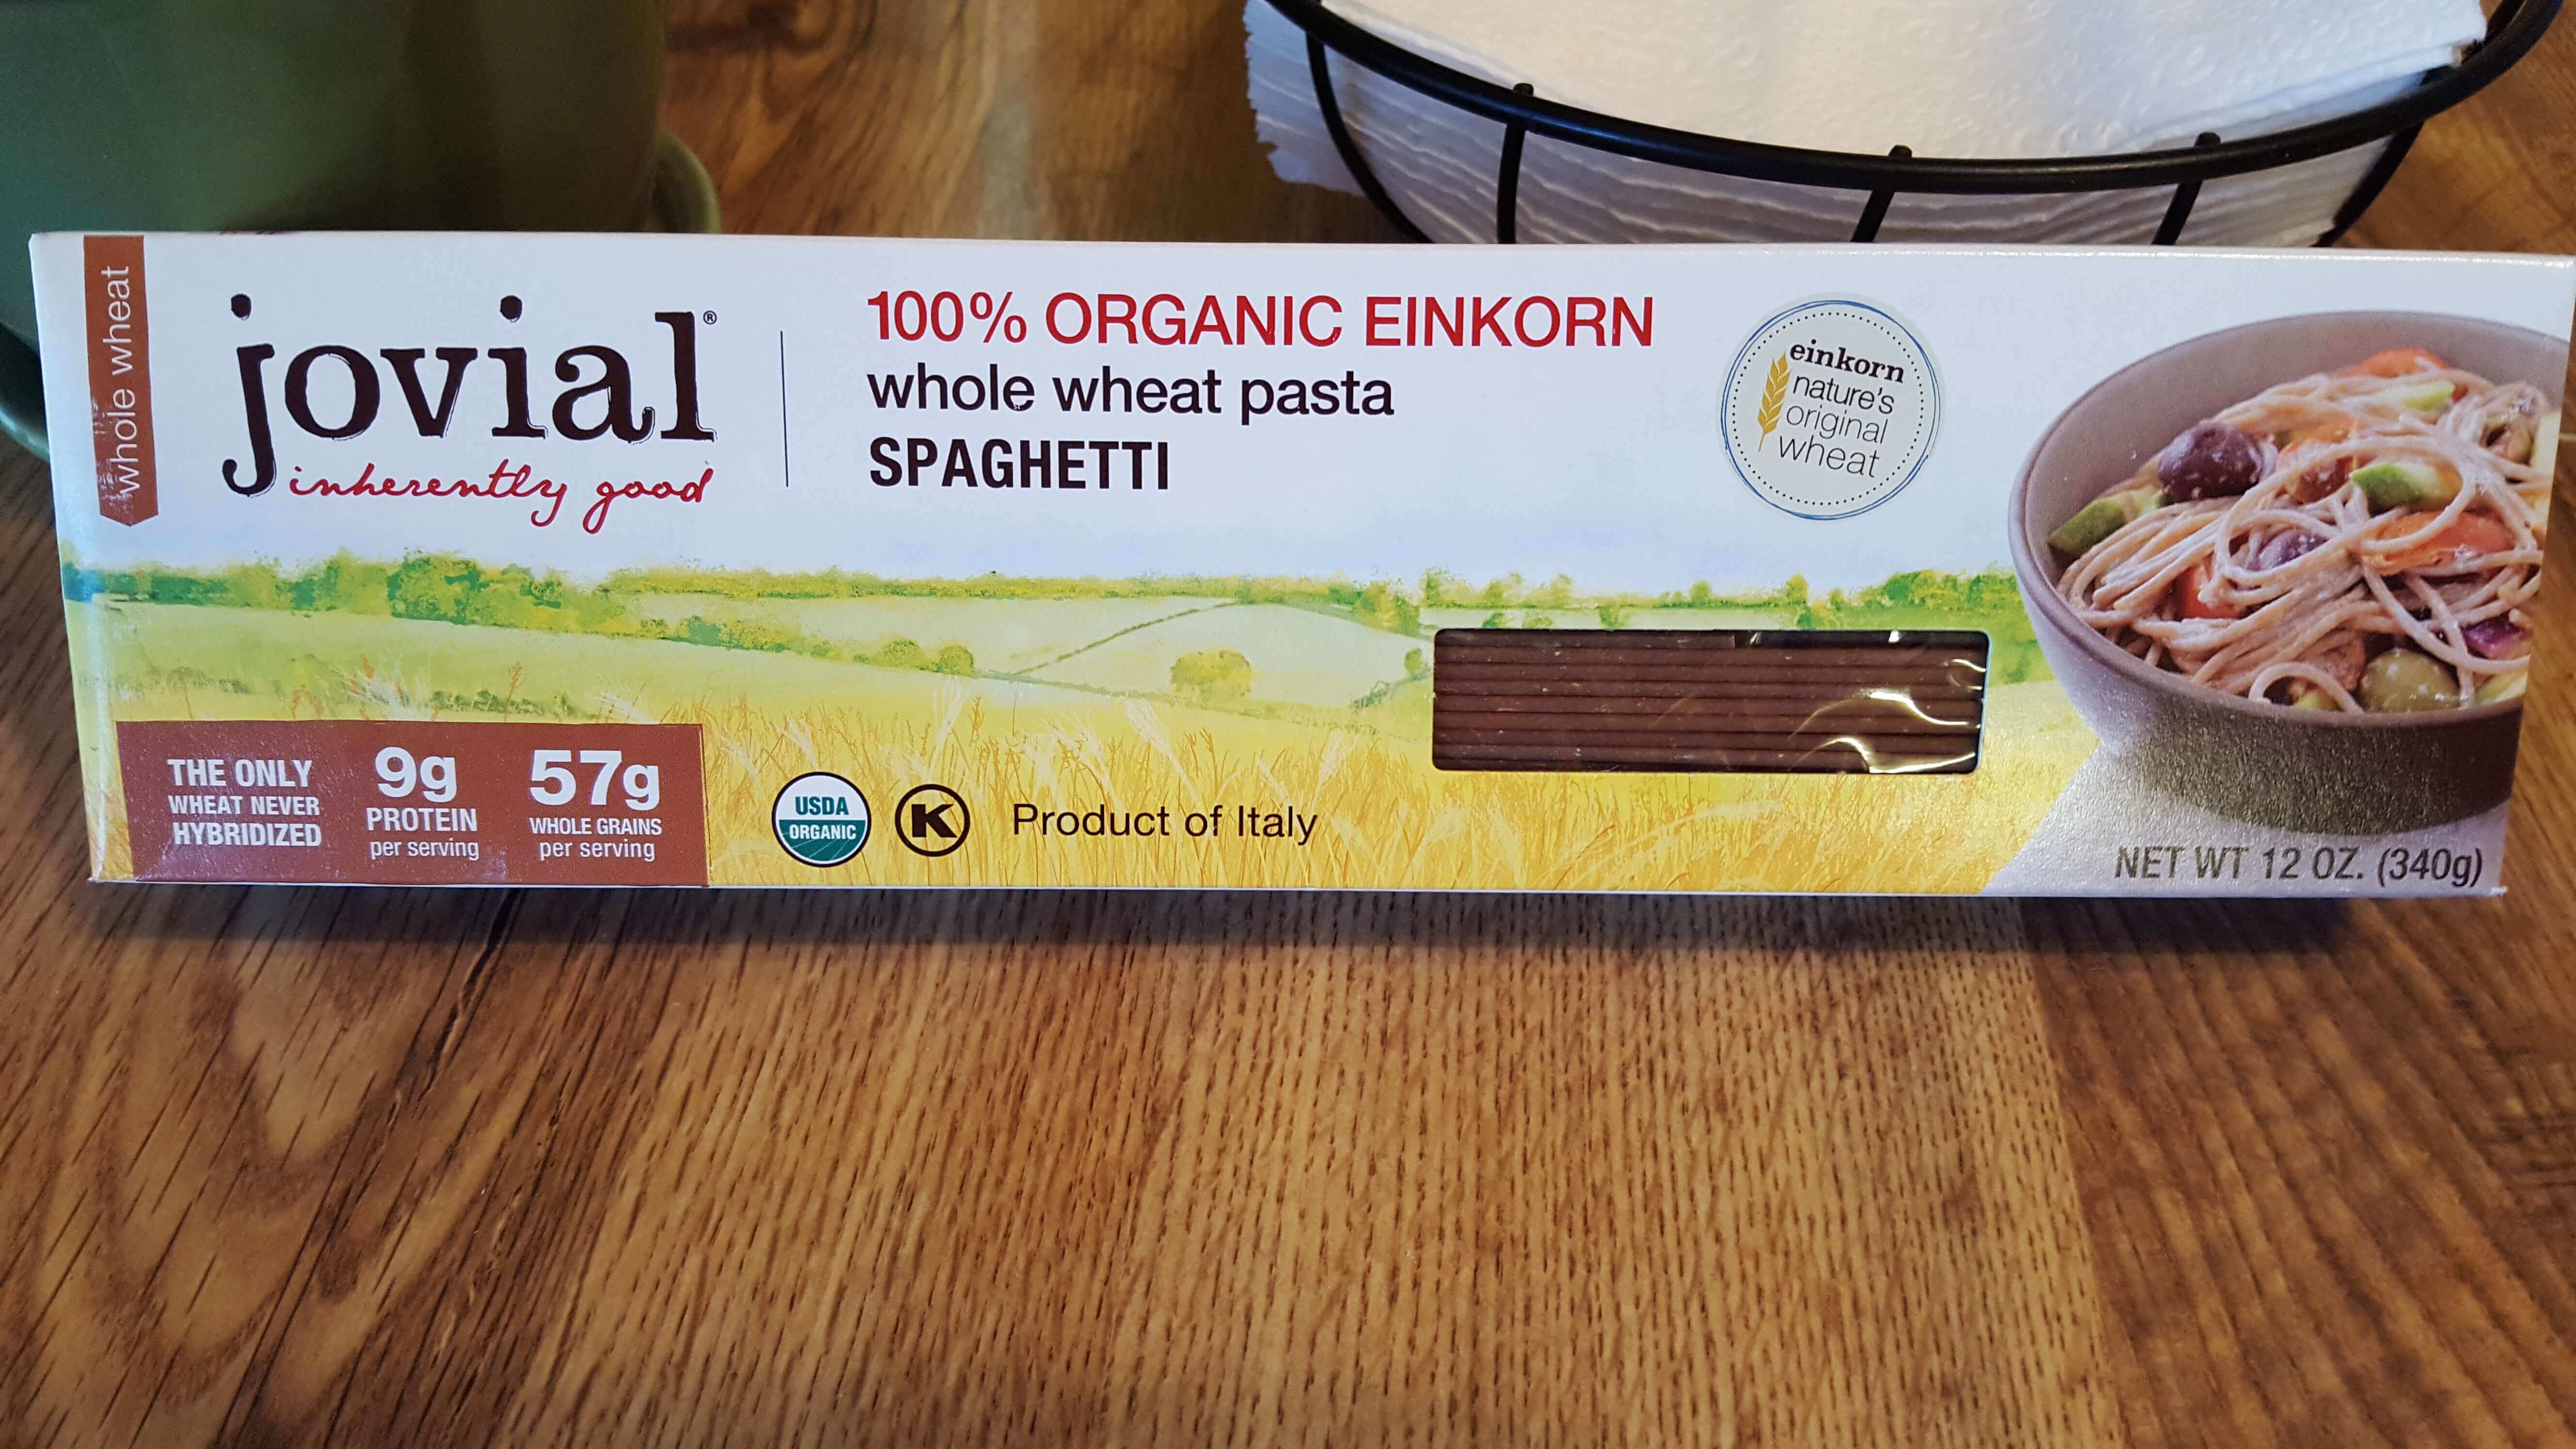 whole wheat
jovial®
inherently good
100% ORGANIC EINKORN
whole wheat pasta
SPAGHETTI
einkorn
nature's
original
wheat
THE ONLY
WHEAT NEVER
HYBRIDIZED
9g
PROTEIN
per serving
57g
WHOLE GRAINS
per serving
USDA
ORGANIC
K
Product of Italy
NET WT 12 OZ. (340g)